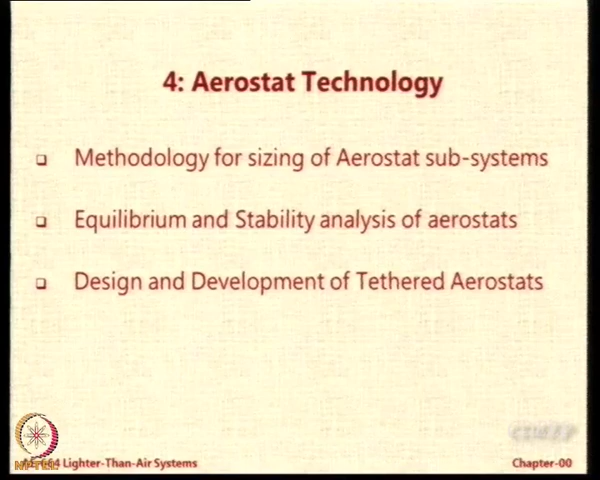 4: Aerostat Technology
Methodology for sizing of Aerostat sub-systems
Equilibrium and Stability analysis of aerostats
Design and Development of Tethered Aerostats
NPTEL
Lighter-Than-Air Systems
Chapter-00